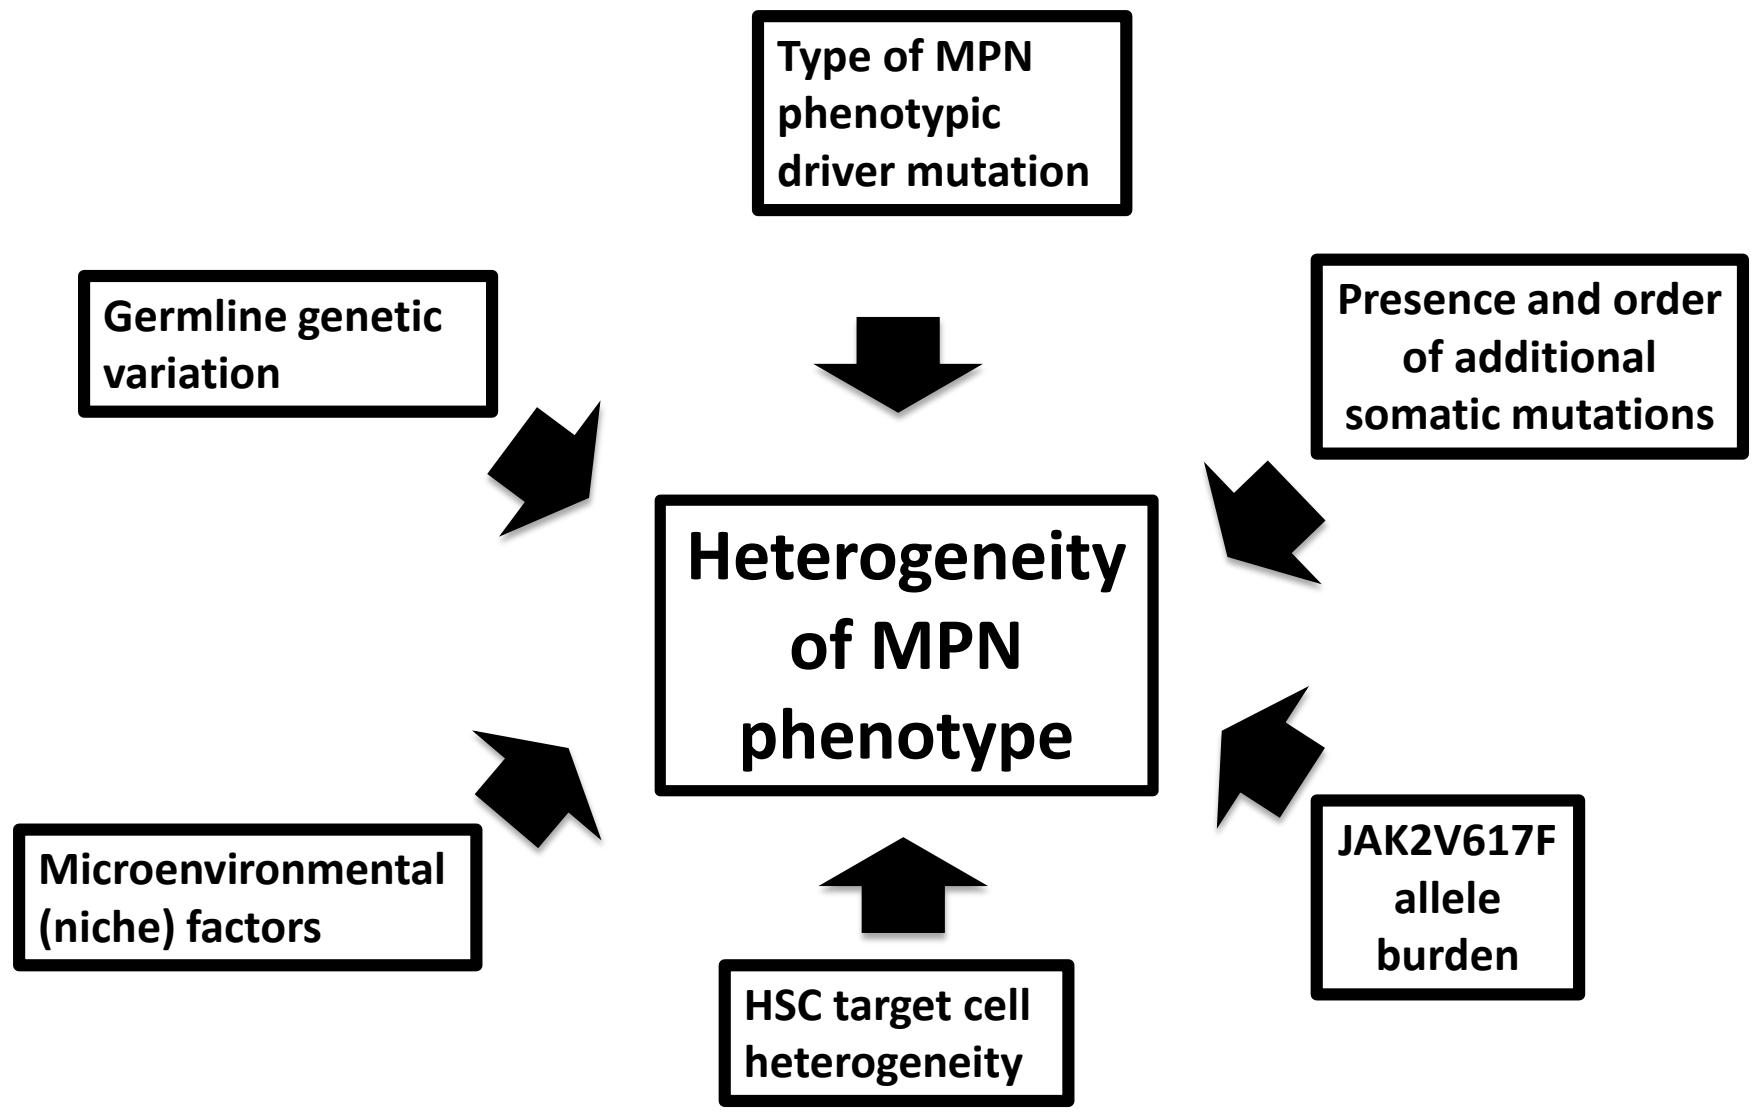 Type of MPN
phenotypic
driver mutation
Germline genetic
variation
Presence and order
of additional
somatic mutations
Heterogeneity
of MPN
phenotype
Microenvironmental
(niche) factors
JAK2V617F
allele
burden
HSC target cell
heterogeneity